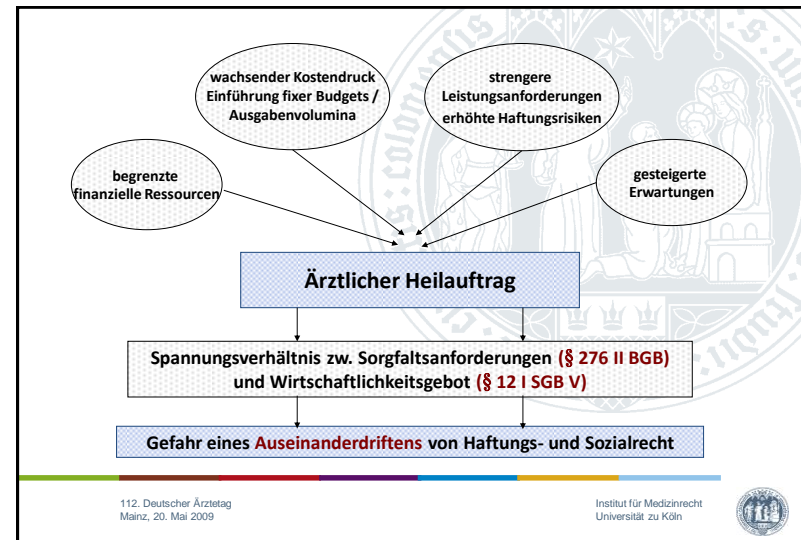 wachsender Kostendruck
Einführung fixer Budgets /
Ausgabenvolumina
strengere
Leistungsanforderungen
erhöhte Haftungsrisiken
begrenzte
finanzielle Ressourcen
gesteigerte
Erwartungen
Ärztlicher Heilauftrag
Spannungsverhältnis zw. Sorgfaltsanforderungen (§ 276 II BGB)
und Wirtschaftlichkeitsgebot (§ 12 I SGB V)
Gefahr eines Auseinanderdriftens von Haftungs- und Sozialrecht
112. Deutscher Ärztetag
Mainz, 20. Mai 2009
Institut für Medizinrecht
Universität zu Köln